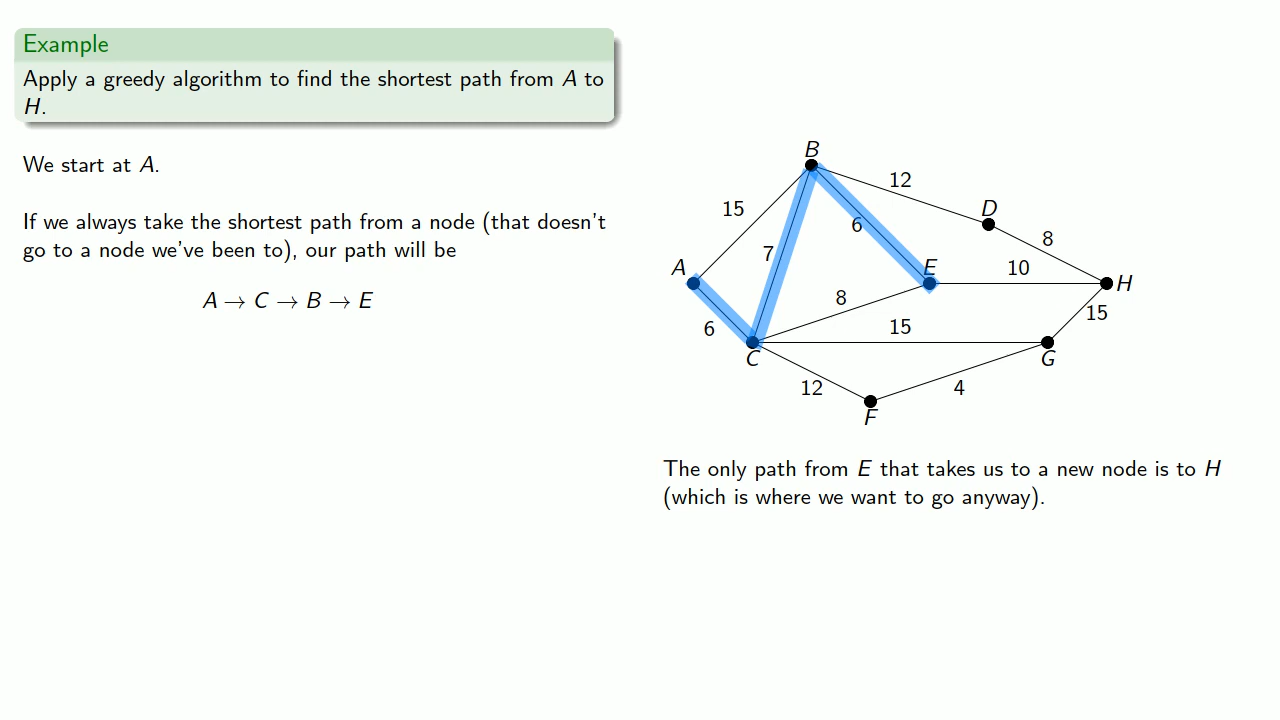 Example
Apply a greedy algorithm to find the shortest path from A to
H.
We start at A.
If we always take the shortest path from a node (that doesn't
go to a node we've been to), our path will be
A → C → B → E
B
12
15
D
6
8
7
A
E
10
H
8
6
15
15
C
G
12
4
F
The only path from E that takes us to a new node is to H
(which is where we want to go anyway).